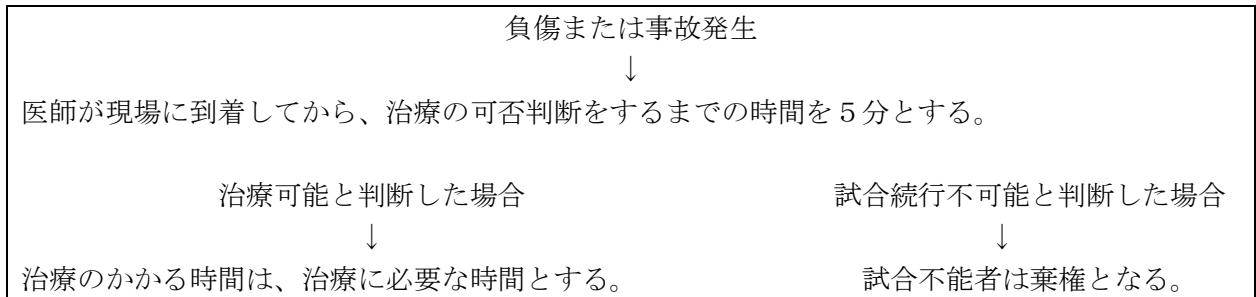 負傷または事故発生
↓
医師が現場に到着してから、治療の可否判断をするまでの時間を５分とする。
治療可能と判断した場合 試合続行不可能と判断した場合
↓ ↓
治療のかかる時間は、治療に必要な時間とする。 試合不能者は棄権となる。